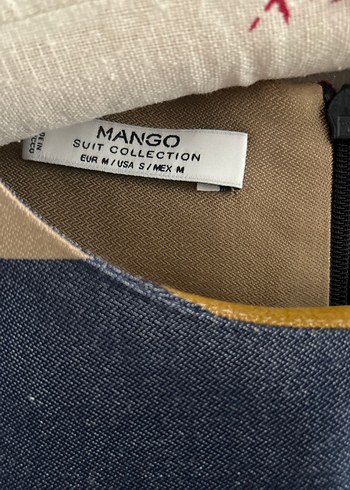 MANGO
SUIT COLLECTION
EUR M / USA S / MEX M